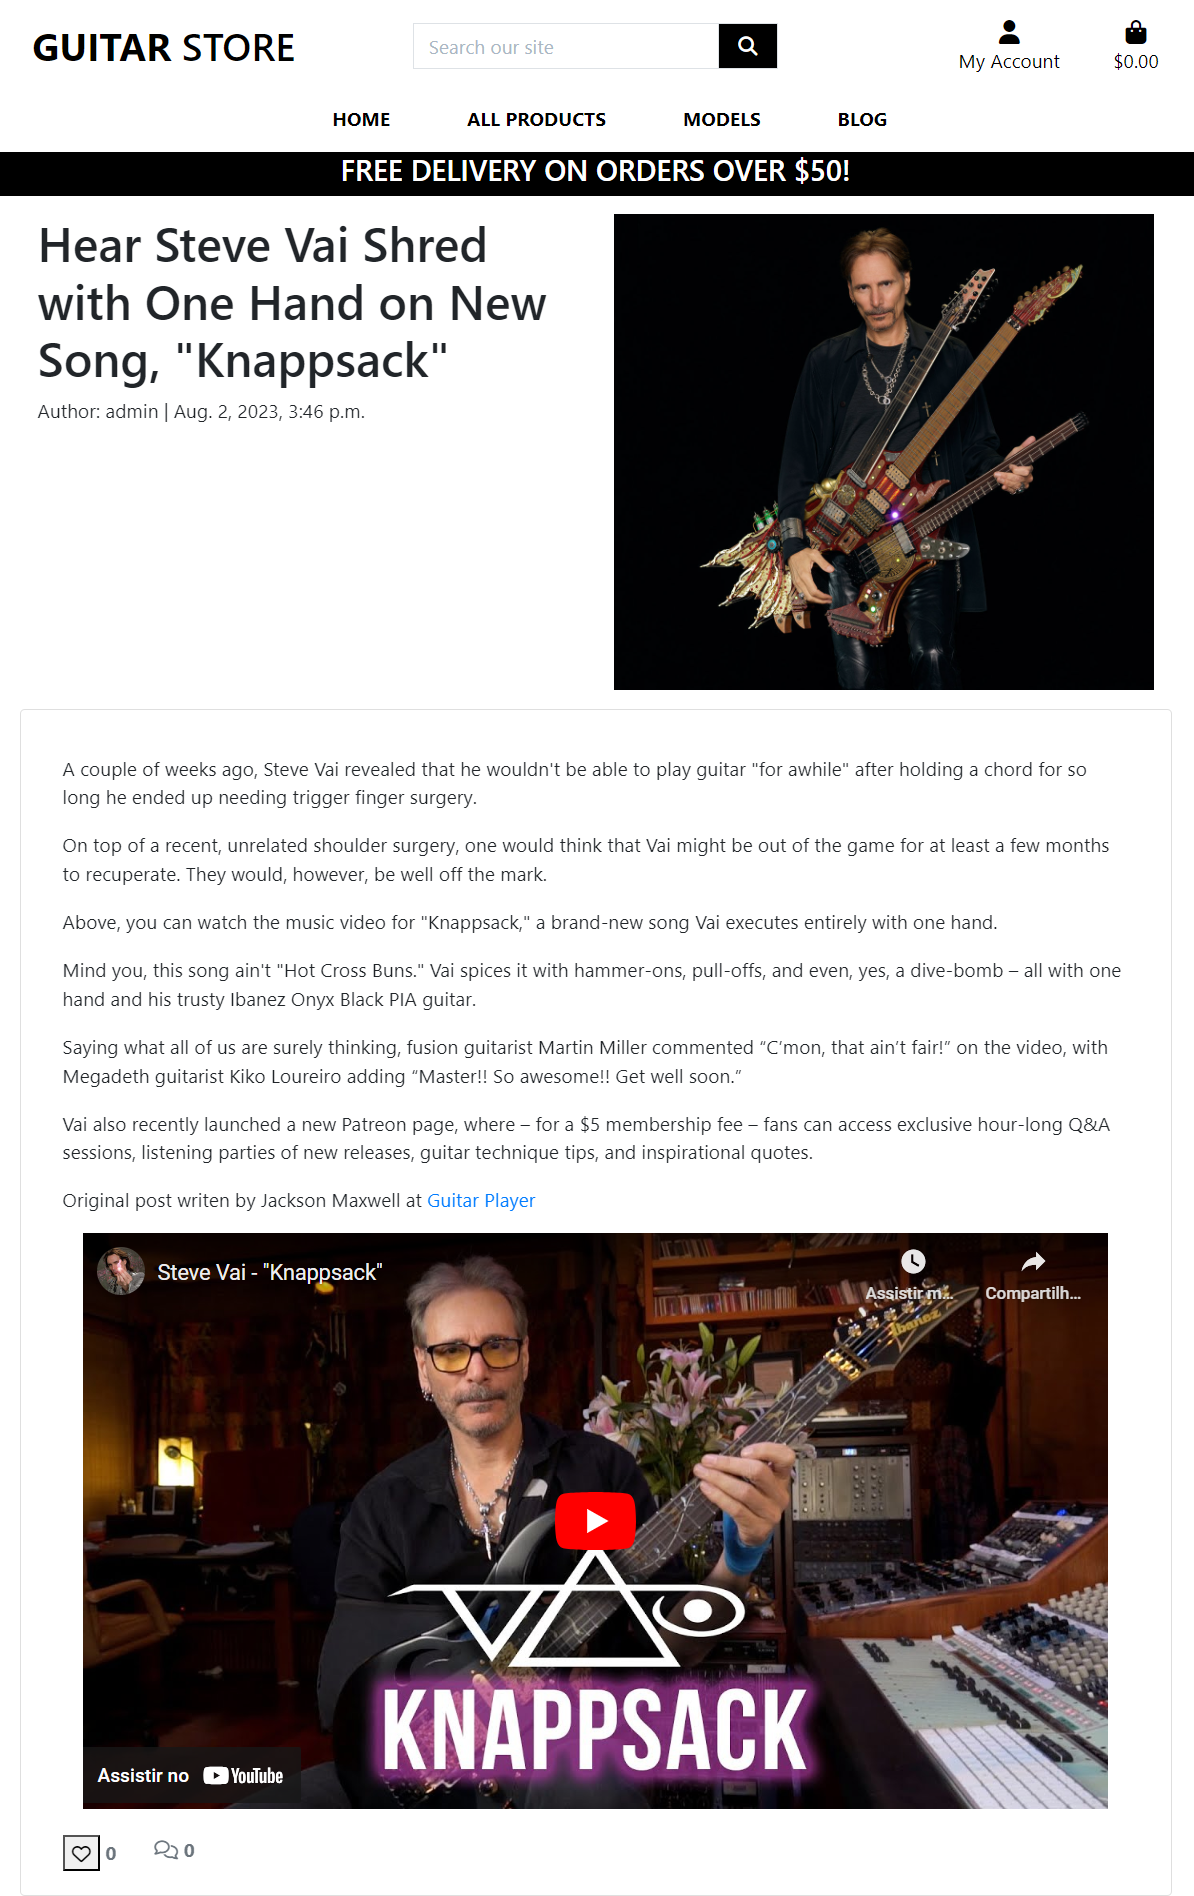 GUITAR STORE
Search our site
My Account
$0.00
HOME
ALL PRODUCTS
MODELS
BLOG
FREE DELIVERY ON ORDERS OVER $50!
Hear Steve Vai Shred
with One Hand on New
Song, "Knappsack"
Author: admin | Aug. 2, 2023, 3:46 p.m.
A couple of weeks ago, Steve Vai revealed that he wouldn't be able to play guitar "for awhile" after holding a chord for so
long he ended up needing trigger finger surgery.
On top of a recent, unrelated shoulder surgery, one would think that Vai might be out of the game for at least a few months
to recuperate. They would, however, be well off the mark.
Above, you can watch the music video for "Knappsack," a brand-new song Vai executes entirely with one hand.
Mind you, this song ain't "Hot Cross Buns." Vai spices it with hammer-ons, pull-offs, and even, yes, a dive-bomb – all with one
hand and his trusty Ibanez Onyx Black PIA guitar.
Saying what all of us are surely thinking, fusion guitarist Martin Miller commented “C’mon, that ain’t fair!” on the video, with
Megadeth guitarist Kiko Loureiro adding “Master!! So awesome!! Get well soon.”
Vai also recently launched a new Patreon page, where – for a $5 membership fee – fans can access exclusive hour-long Q&A
sessions, listening parties of new releases, guitar technique tips, and inspirational quotes.
Original post writen by Jackson Maxwell at Guitar Player
Steve Vai - "Knappsack"
Assistir m...
Compartilh...
Ibanez
VAI
KNAPPSACK
Assistir no YouTube
0
0